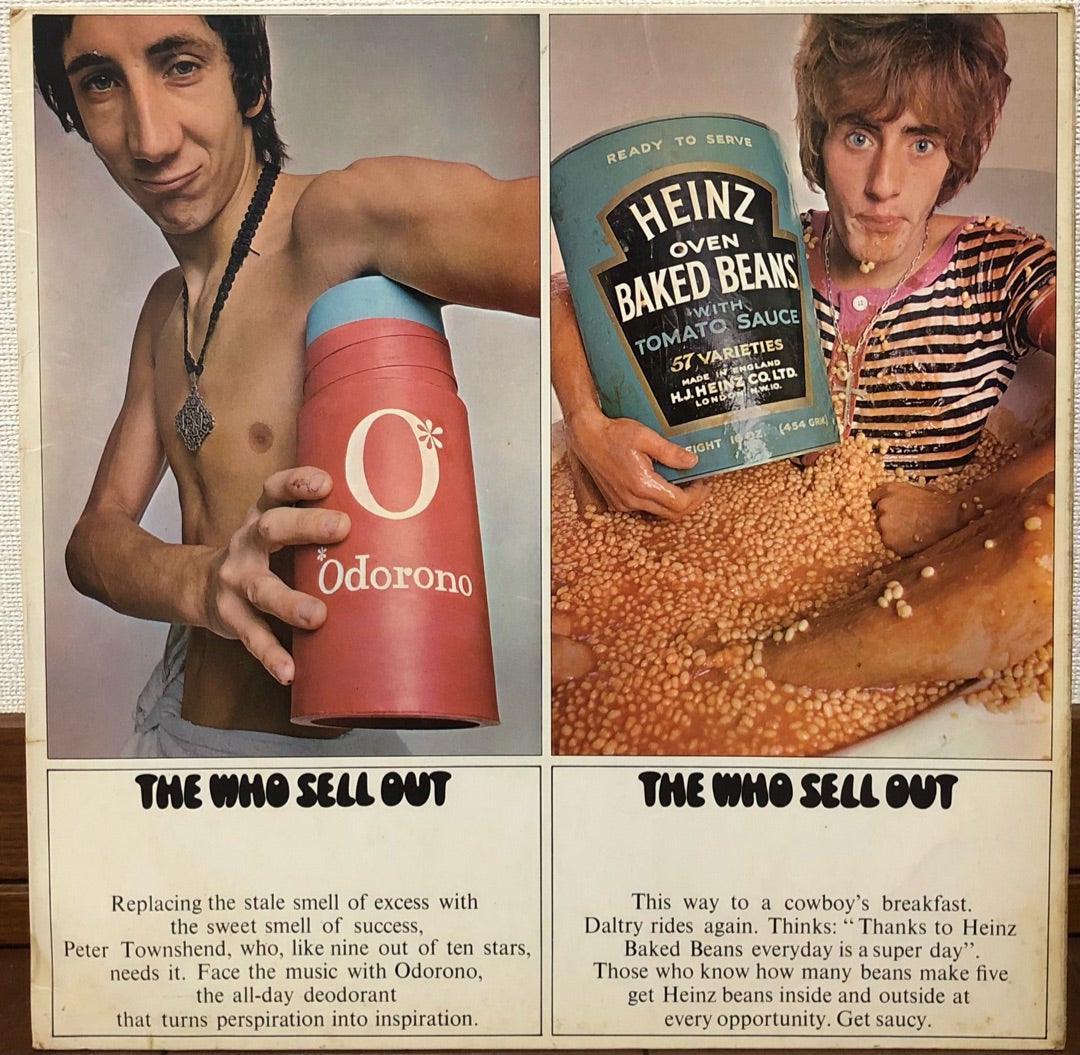 O*
*Odorono
READY TO SERVE
HEINZ
OVEN
BAKED BEANS
WITH
TOMATO SAUCE
57 VARIETIES
MADE IN ENGLAND
H.J. HEINZ CO. LTD.
LONDON N.W.10.
(454 GRM)
THE WHO SELL OUT
Replacing the stale smell of excess with
the sweet smell of success,
Peter Townshend, who, like nine out of ten stars,
needs it. Face the music with Odorono,
the all-day deodorant
that turns perspiration into inspiration.
THE WHO SELL OUT
This way to a cowboy's breakfast.
Daltry rides again. Thinks: “Thanks to Heinz
Baked Beans everyday is a super day”.
Those who know how many beans make five
get Heinz beans inside and outside at
every opportunity. Get saucy.